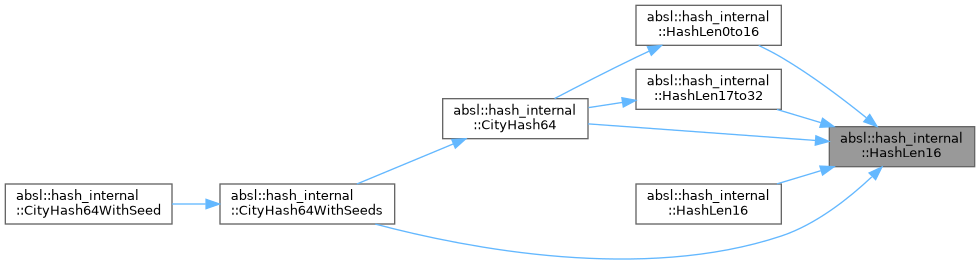 absl::hash_internal
::HashLen0to16
absl::hash_internal
::HashLen17to32
absl::hash_internal
::CityHash64
absl::hash_internal
::HashLen16
absl::hash_internal
::CityHash64WithSeed
absl::hash_internal
::CityHash64WithSeeds
absl::hash_internal
::HashLen16